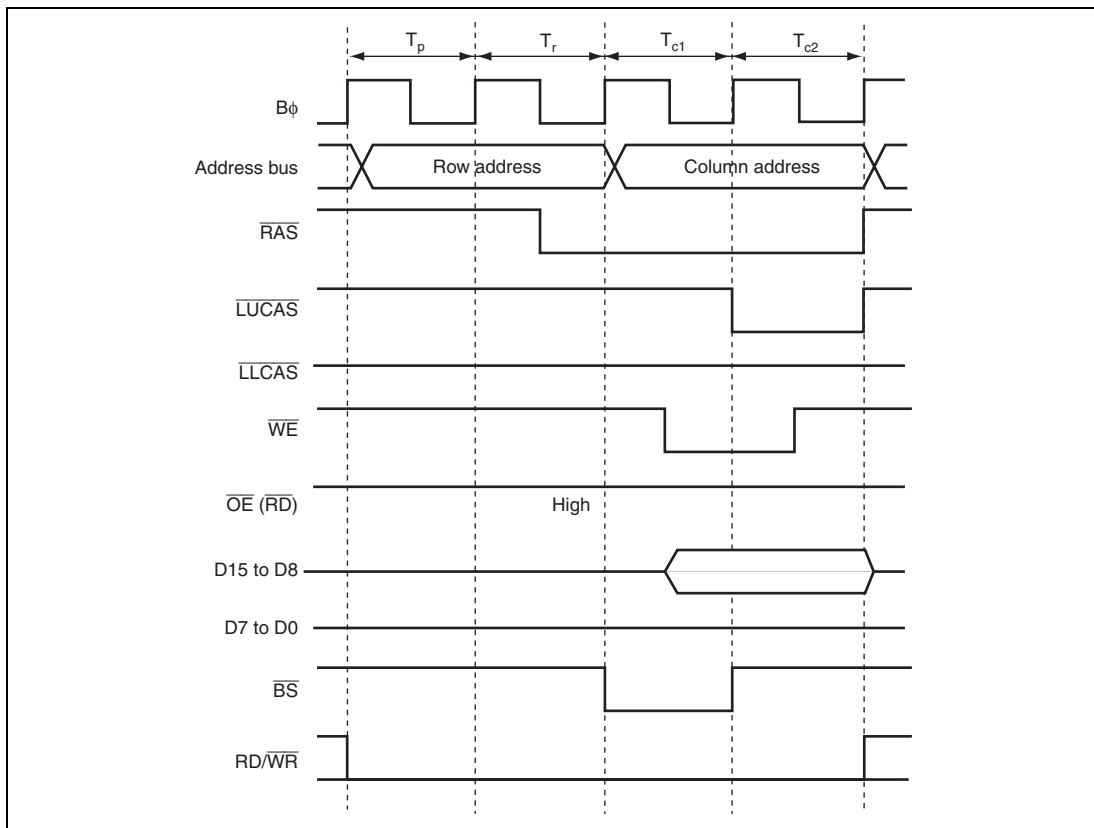 Tp Tr Tc1 Tc2
Bϕ
Address bus Row address Column address
RAS
LUCAS
LLCAS
WE
OE (RD) High
D15 to D8
D7 to D0
BS
RD/WR